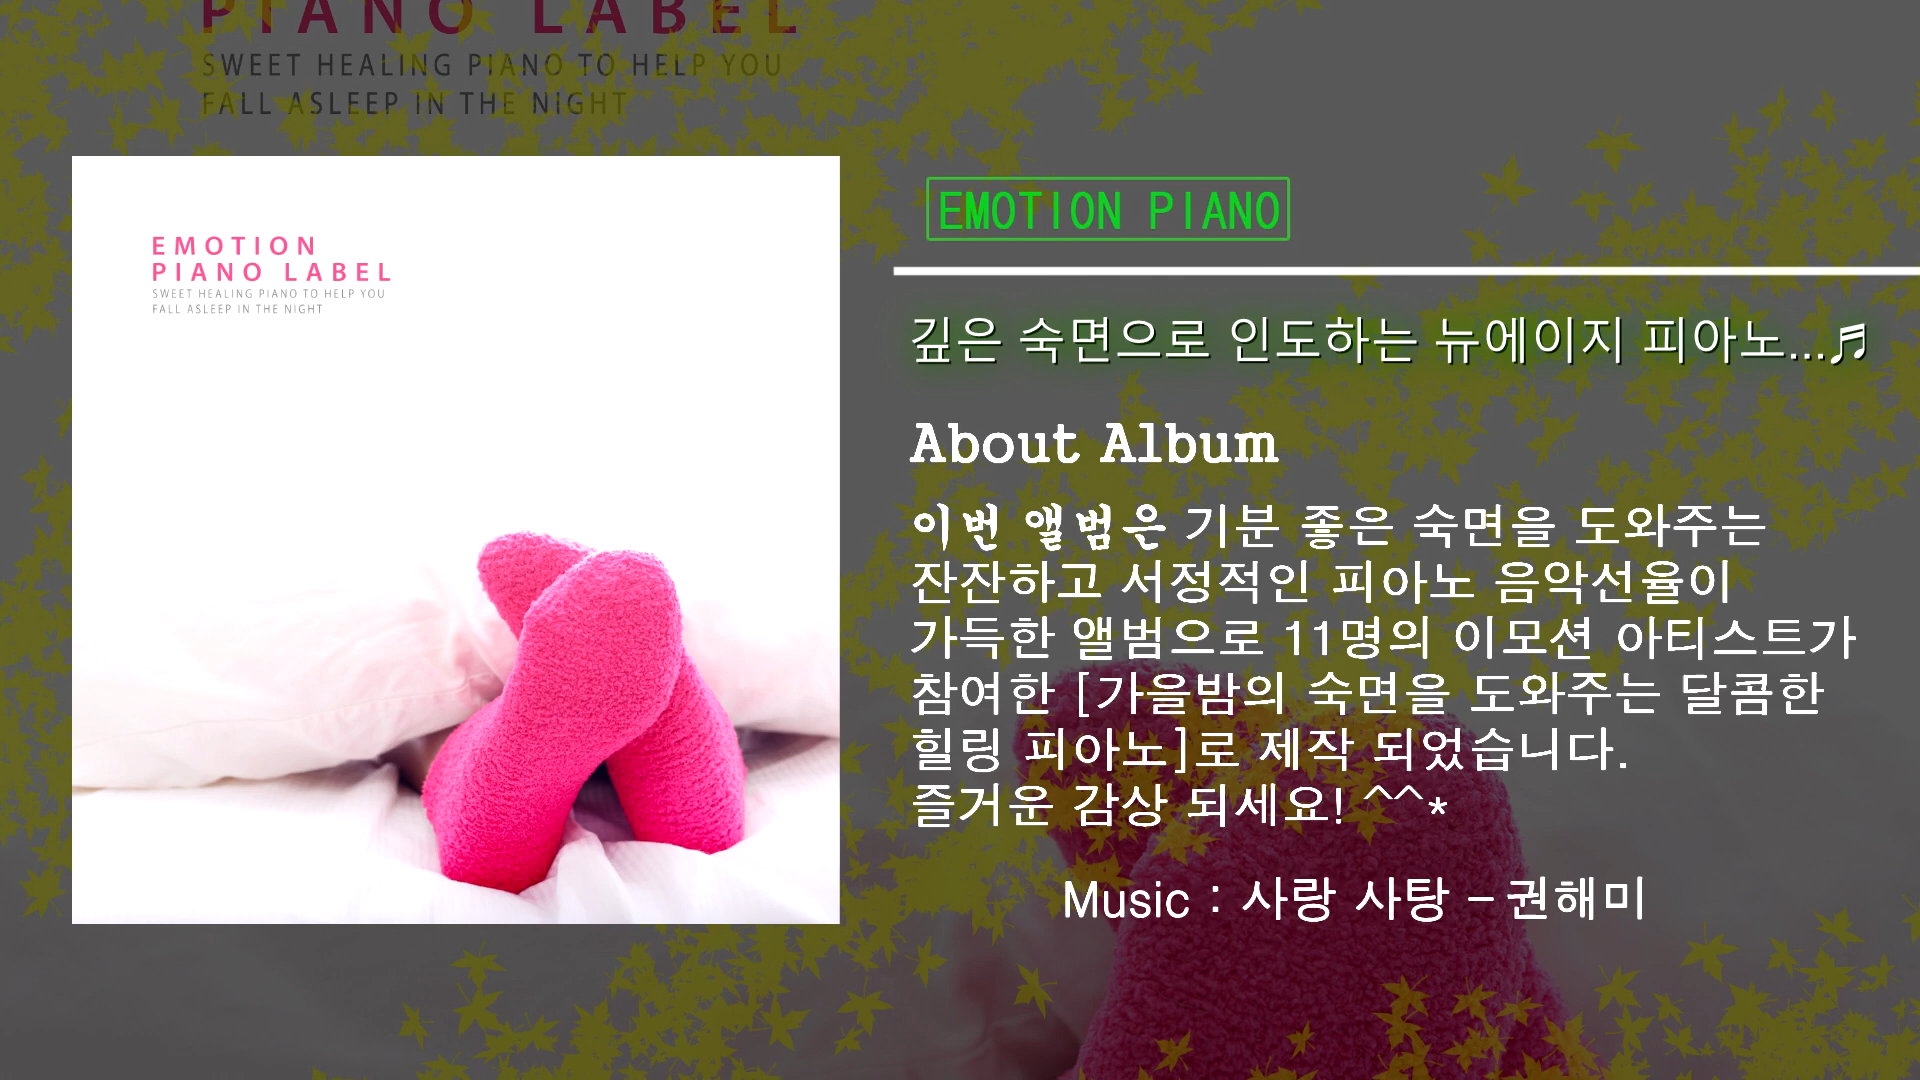 PIANO LABEL
SWEET HEALING PIANO TO HELP YOU
FALL ASLEEP IN THE NIGHT
EMOTION
PIANO LABEL
SWEET HEALING PIANO TO HELP YOU
FALL ASLEEP IN THE NIGHT
EMOTION PIANO
깊은 숙면으로 인도하는 뉴에이지 피아노...♬
About Album
이번 앨범은 기분 좋은 숙면을 도와주는
잔잔하고 서정적인 피아노 음악선율이
가득한 앨범으로 11명의 이모션 아티스트가
참여한 [가을밤의 숙면을 도와주는 달콤한
힐링 피아노]로 제작 되었습니다.
즐거운 감상 되세요! ^^*
Music : 사랑 사탕 - 권해미